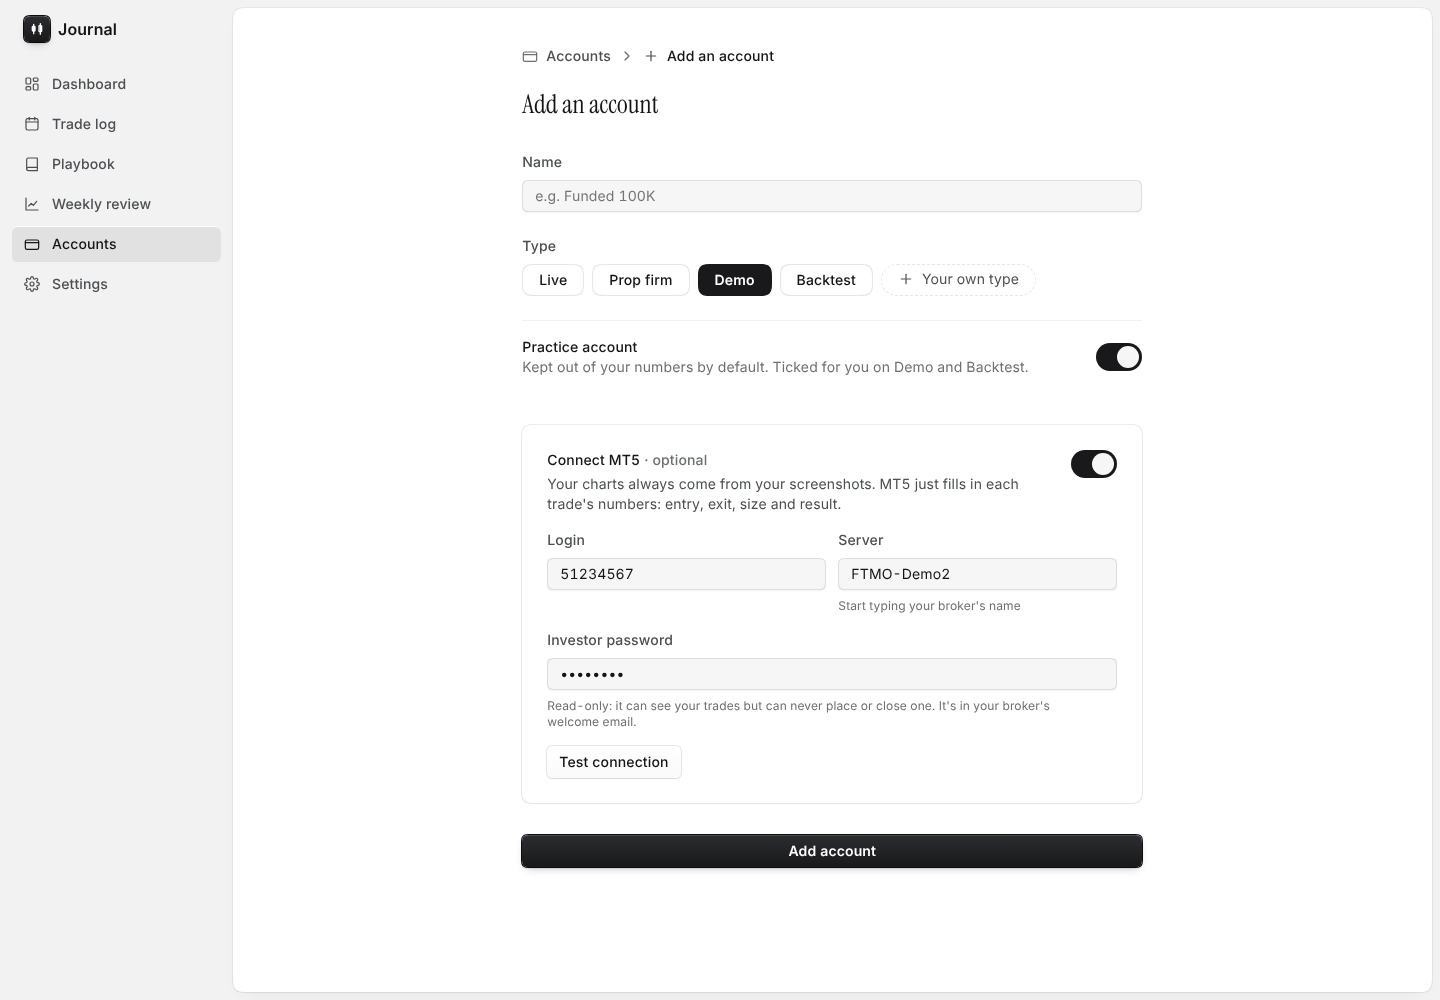 Journal
Dashboard
Trade log
Playbook
Weekly review
Accounts
Settings
Accounts
Add an account
Add an account
Name
e.g. Funded 100K
Type
Live
Prop firm
Demo
Backtest
Your own type
Practice account
Kept out of your numbers by default. Ticked for you on Demo and Backtest.
Connect MT5 · optional
Your charts always come from your screenshots. MT5 just fills in each
trade's numbers: entry, exit, size and result.
Login
Server
51234567
FTMO-Demo2
Start typing your broker's name
Investor password
••••••••
Read-only: it can see your trades but can never place or close one. It's in your broker's
welcome email.
Test connection
Add account